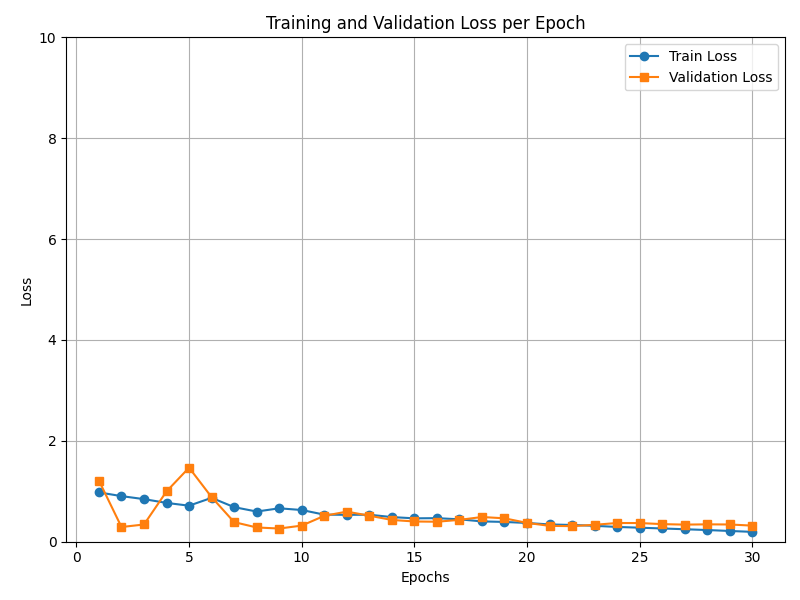 Training and Validation Loss per Epoch
10
Train Loss
Validation Loss
8
6
4
2
0
Loss
0 5 10 15 20 25 30
Epochs